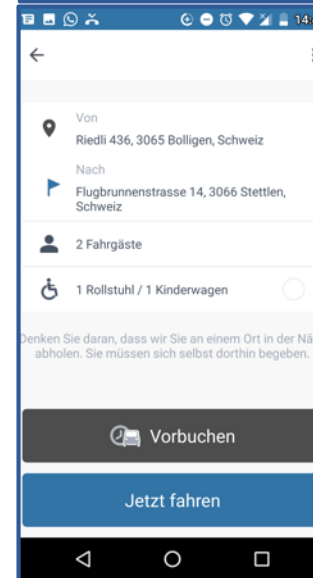 Von
Riedli 436, 3065 Bolligen, Schweiz
Nach
Flugbrunnenstrasse 14, 3066 Stettlen,
Schweiz
2 Fahrgäste
1 Rollstuhl / 1 Kinderwagen
Denken Sie daran, dass wir Sie an einem Ort in der
abholen. Sie müssen sich selbst dorthin begeben.
Vorbuchen
Jetzt fahren